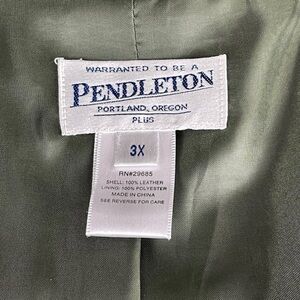 WARRANTED TO BE A
PENDLETON
PORTLAND, OREGON
PLUS
3X
RN#29685
SHELL: 100% LEATHER
LINING: 100% POLYESTER
MADE IN CHINA
SEE REVERSE FOR CARE